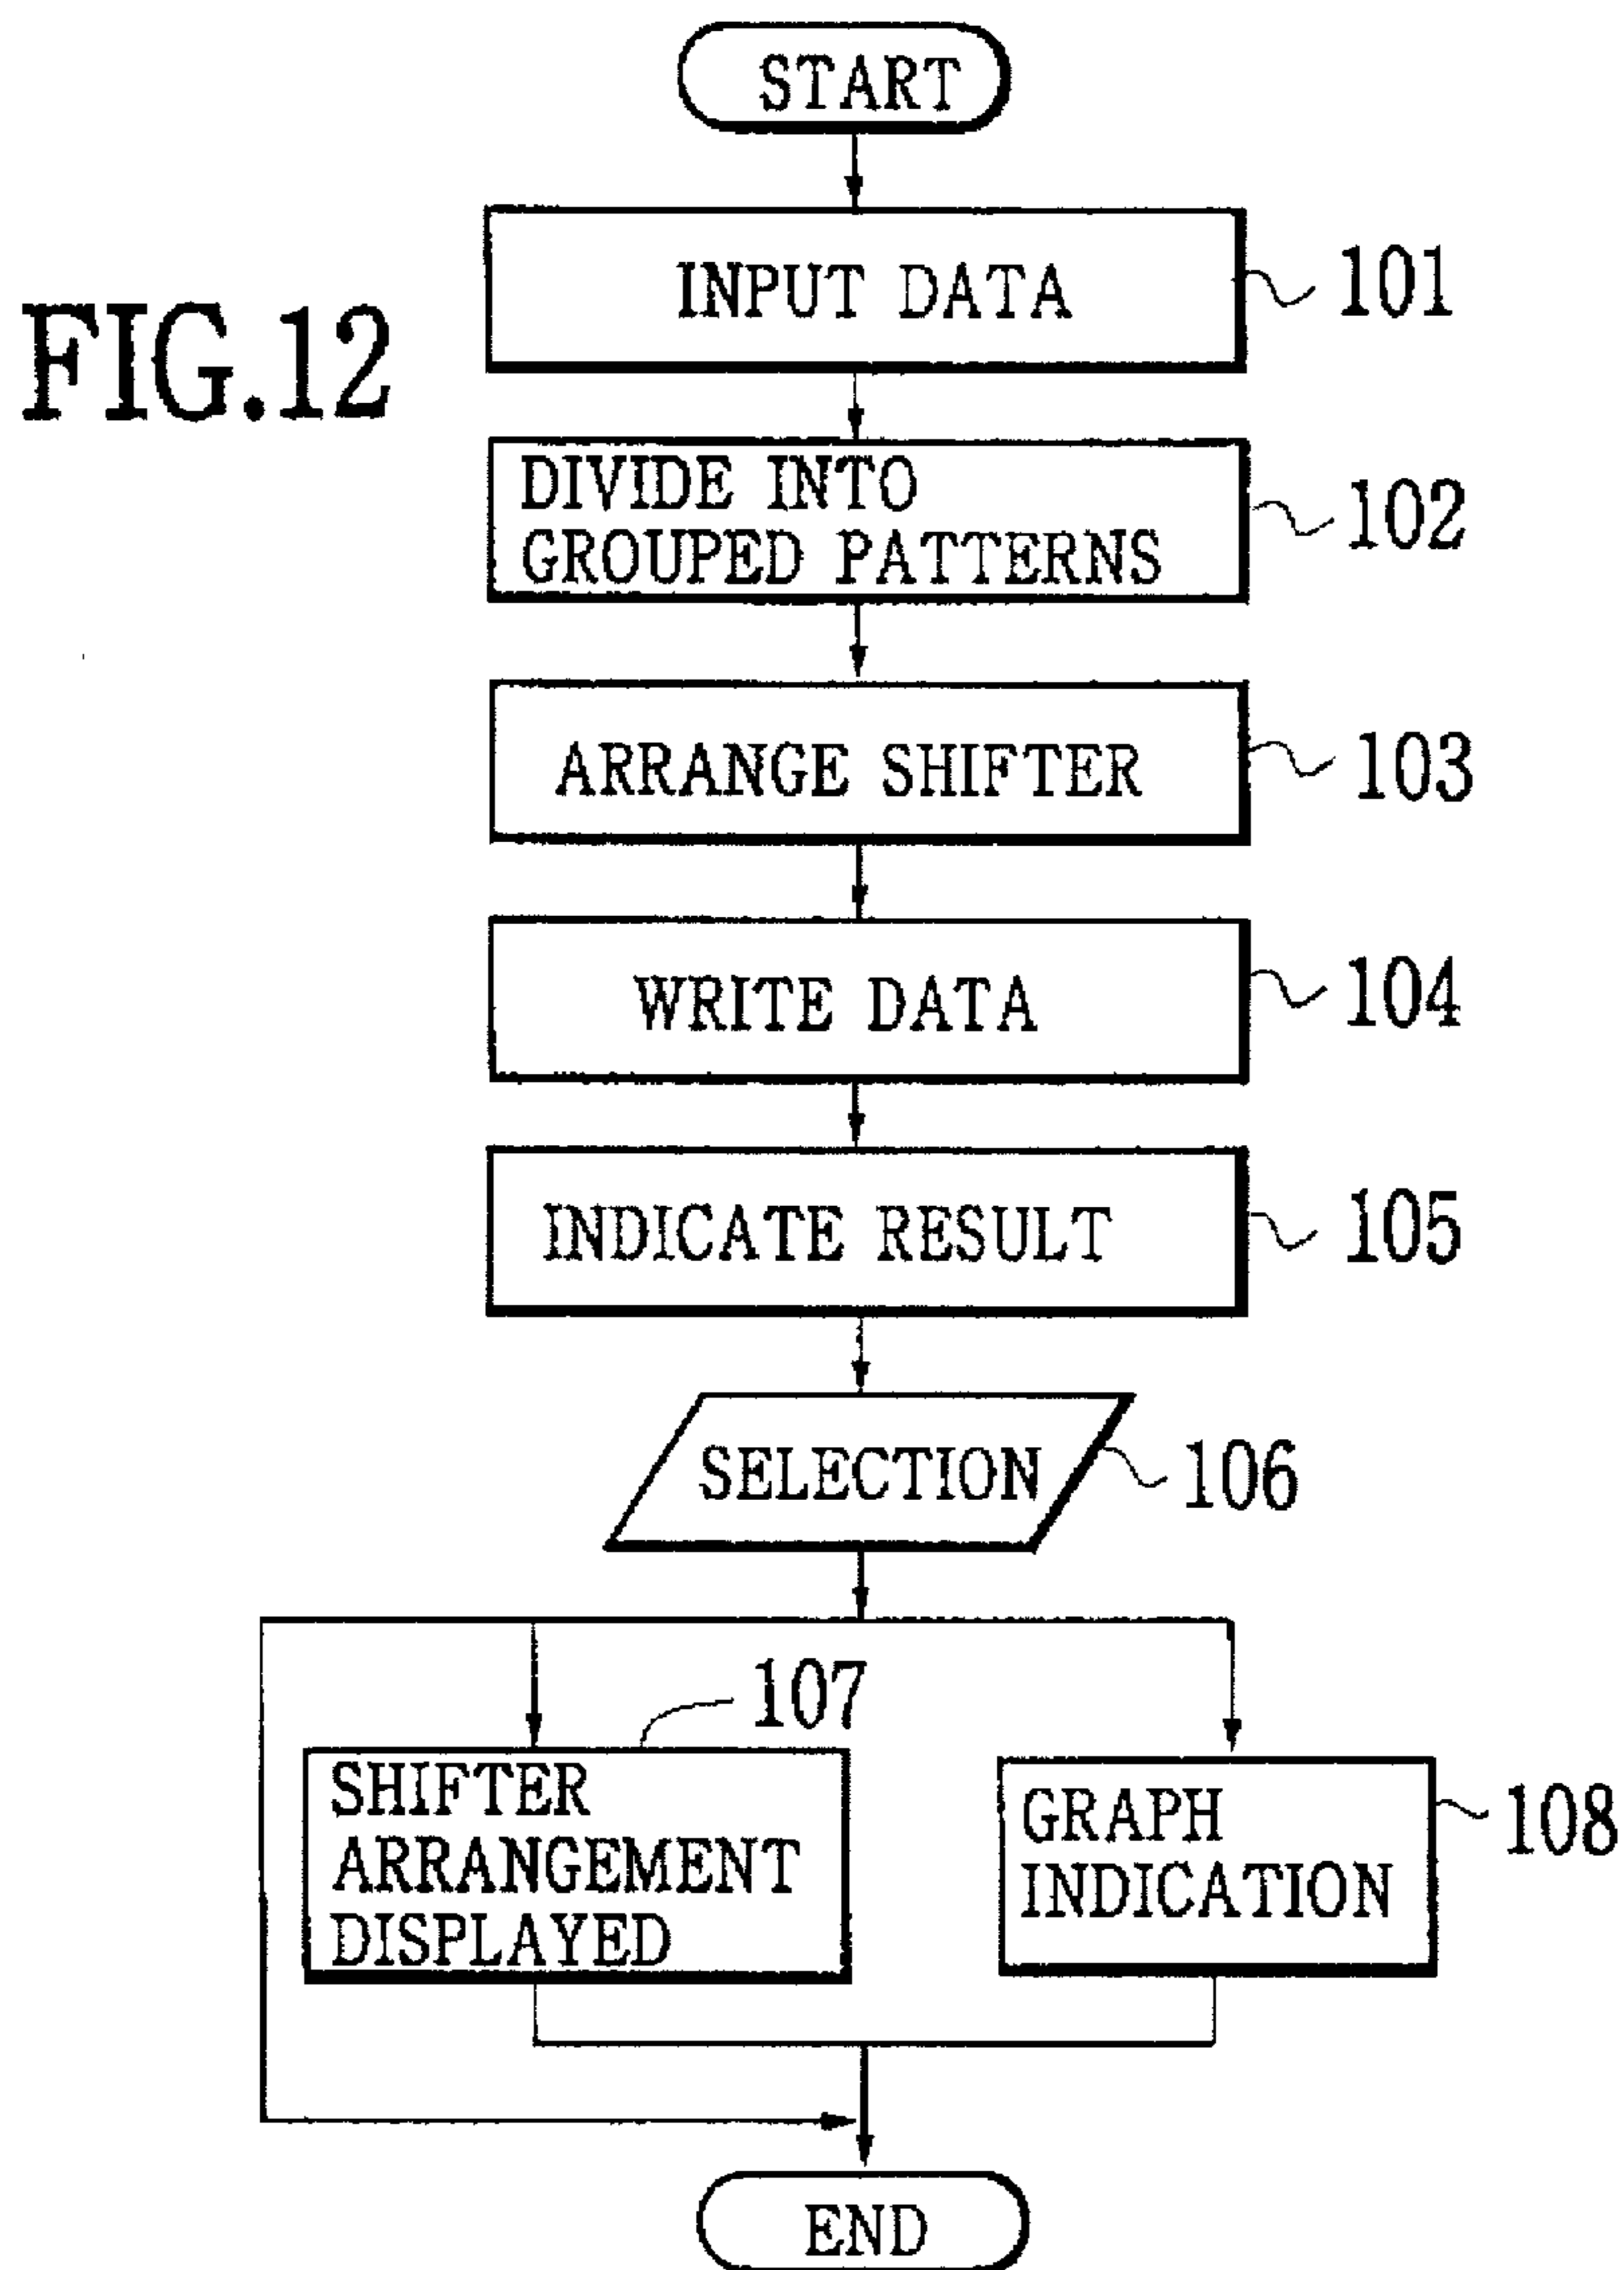 FIG.12
START
INPUT DATA
101
DIVIDE INTO
GROUPED PATTERNS
102
ARRANGE SHIFTER
103
WRITE DATA
104
INDICATE RESULT
105
SELECTION
106
107
SHIFTER
ARRANGEMENT
DISPLAYED
GRAPH
INDICATION
108
END